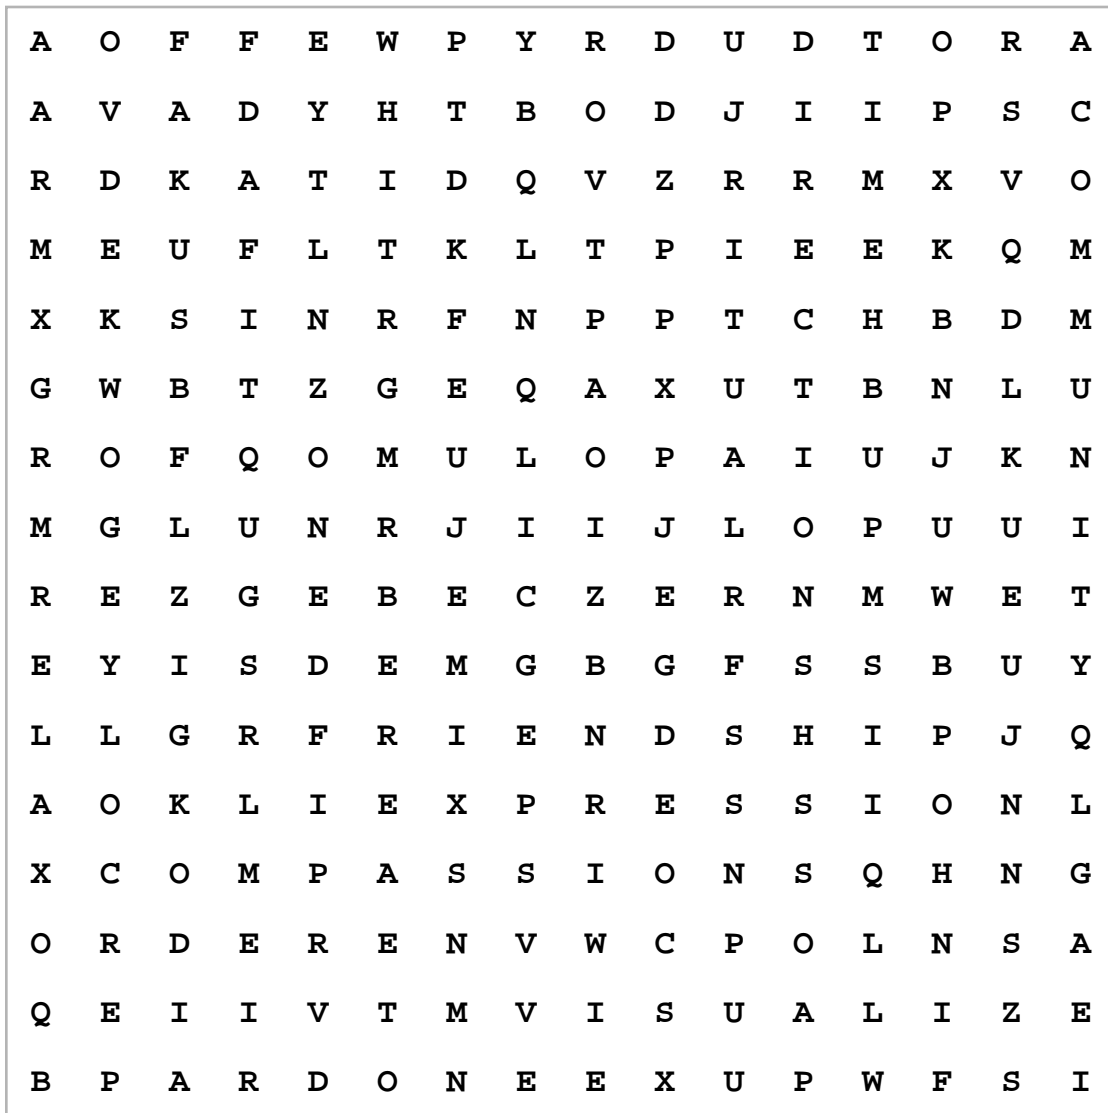 A O F F E W P Y R D U D T O R A
A V A D Y H T B O D J I I P S C
R D K A T I D Q V Z R R M X V O
M E U F L T K L T P I E E K Q M
X K S I N R F N P P T C H B D M
G W B T Z G E Q A X U T B N L U
R O F Q O M U L O P A I U J K N
M G L U N R J I I J L O P U U I
R E Z G E B E C Z E R N M W E T
E Y I S D E M G B G F S S B U Y
L L G R F R I E N D S H I P J Q
A O K L I E X P R E S S I O N L
X C O M P A S S I O N S Q H N G
O R D E R E N V W C P O L N S A
Q E I I V T M V I S U A L I Z E
B P A R D O N E E X U P W F S I